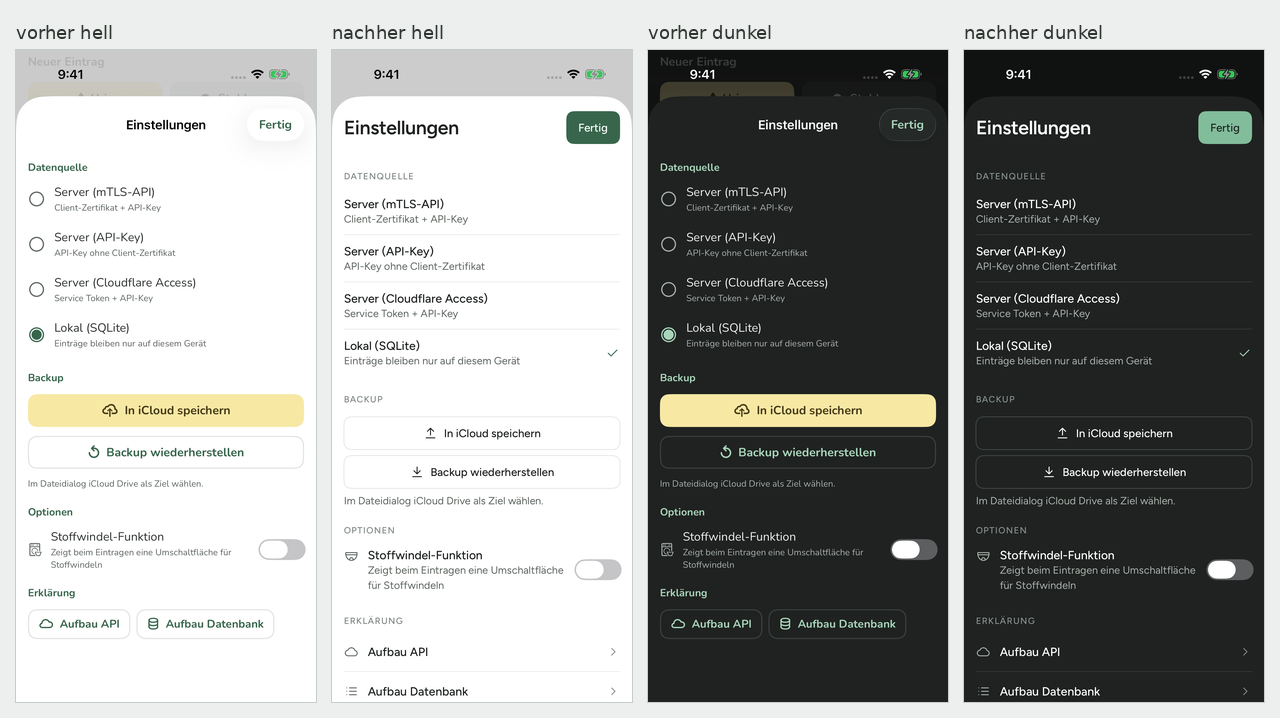 vorher hell
Neuer Eintrag
9:41
Einstellungen
Fertig
Datenquelle
Server (mTLS-API)
Client-Zertifikat + API-Key
Server (API-Key)
API-Key ohne Client-Zertifikat
Server (Cloudflare Access)
Service Token + API-Key
Lokal (SQLite)
Einträge bleiben nur auf diesem Gerät
Backup
In iCloud speichern
Backup wiederherstellen
Im Dateidialog iCloud Drive als Ziel wählen.
Optionen
Stoffwindel-Funktion
Zeigt beim Eintragen eine Umschaltfläche für
Stoffwindeln
Erklärung
Aufbau API
Aufbau Datenbank
nachher hell
9:41
Einstellungen
Fertig
DATENQUELLE
Server (mTLS-API)
Client-Zertifikat + API-Key
Server (API-Key)
API-Key ohne Client-Zertifikat
Server (Cloudflare Access)
Service Token + API-Key
Lokal (SQLite)
Einträge bleiben nur auf diesem Gerät
BACKUP
In iCloud speichern
Backup wiederherstellen
Im Dateidialog iCloud Drive als Ziel wählen.
OPTIONEN
Stoffwindel-Funktion
Zeigt beim Eintragen eine Umschaltfläche
für Stoffwindeln
ERKLÄRUNG
Aufbau API
Aufbau Datenbank
vorher dunkel
Neuer Eintrag
9:41
Einstellungen
Fertig
Datenquelle
Server (mTLS-API)
Client-Zertifikat + API-Key
Server (API-Key)
API-Key ohne Client-Zertifikat
Server (Cloudflare Access)
Service Token + API-Key
Lokal (SQLite)
Einträge bleiben nur auf diesem Gerät
Backup
In iCloud speichern
Backup wiederherstellen
Im Dateidialog iCloud Drive als Ziel wählen.
Optionen
Stoffwindel-Funktion
Zeigt beim Eintragen eine Umschaltfläche für
Stoffwindeln
Erklärung
Aufbau API
Aufbau Datenbank
nachher dunkel
9:41
Einstellungen
Fertig
DATENQUELLE
Server (mTLS-API)
Client-Zertifikat + API-Key
Server (API-Key)
API-Key ohne Client-Zertifikat
Server (Cloudflare Access)
Service Token + API-Key
Lokal (SQLite)
Einträge bleiben nur auf diesem Gerät
BACKUP
In iCloud speichern
Backup wiederherstellen
Im Dateidialog iCloud Drive als Ziel wählen.
OPTIONEN
Stoffwindel-Funktion
Zeigt beim Eintragen eine Umschaltfläche
für Stoffwindeln
ERKLÄRUNG
Aufbau API
Aufbau Datenbank